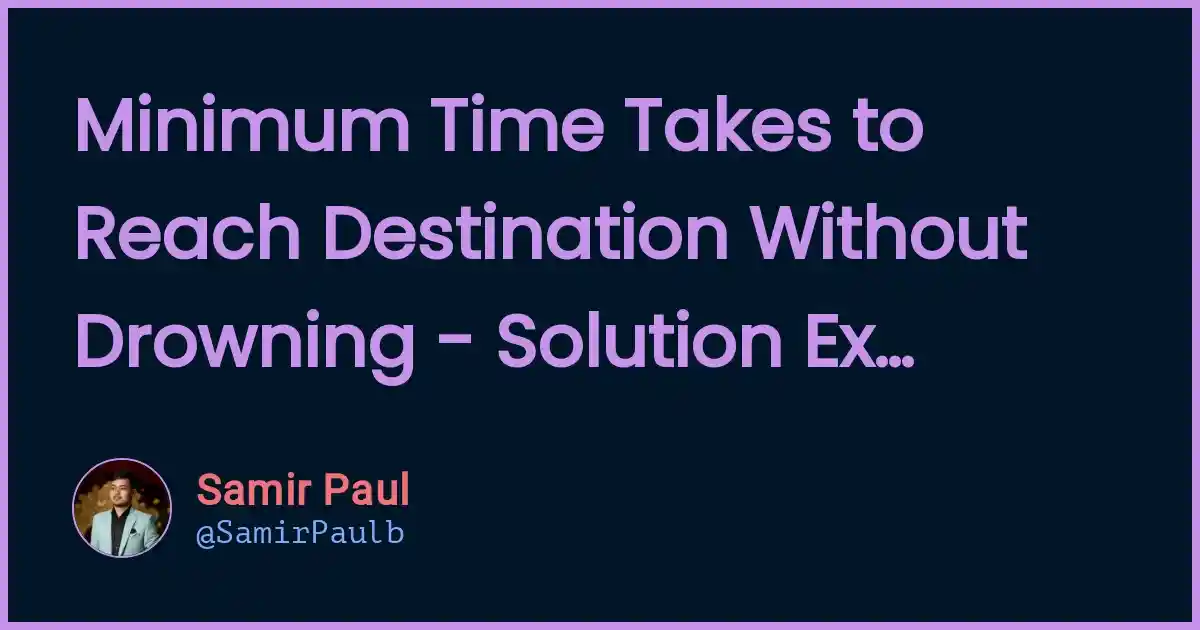 Minimum Time Takes to
Reach Destination Without
Drowning - Solution Ex...
Samir Paul
@SamirPaulb